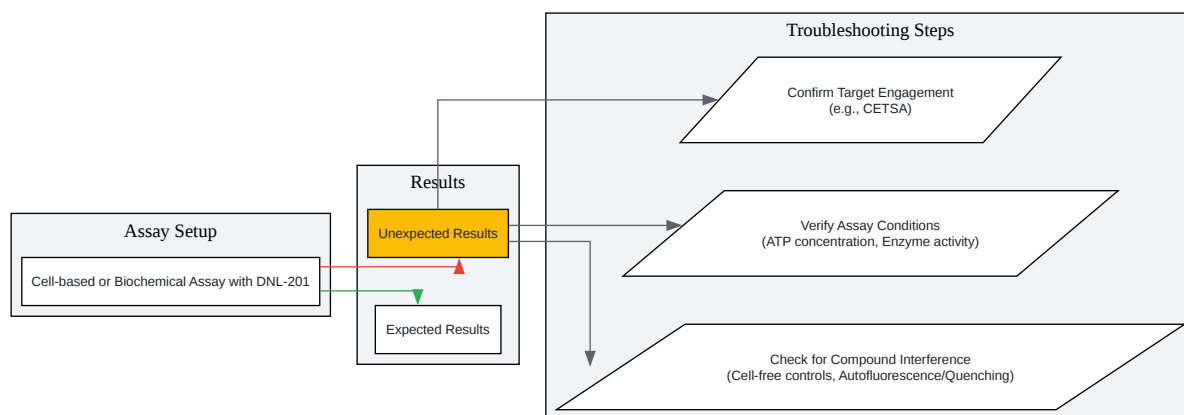 Assay Setup
Cell-based or Biochemical Assay with DNL-201
Results
Unexpected Results
Expected Results
Troubleshooting Steps
Confirm Target Engagement
(e.g., CETSA)
Verify Assay Conditions
(ATP concentration, Enzyme activity)
Check for Compound Interference
(Cell-free controls, Autofluorescence/Quenching)